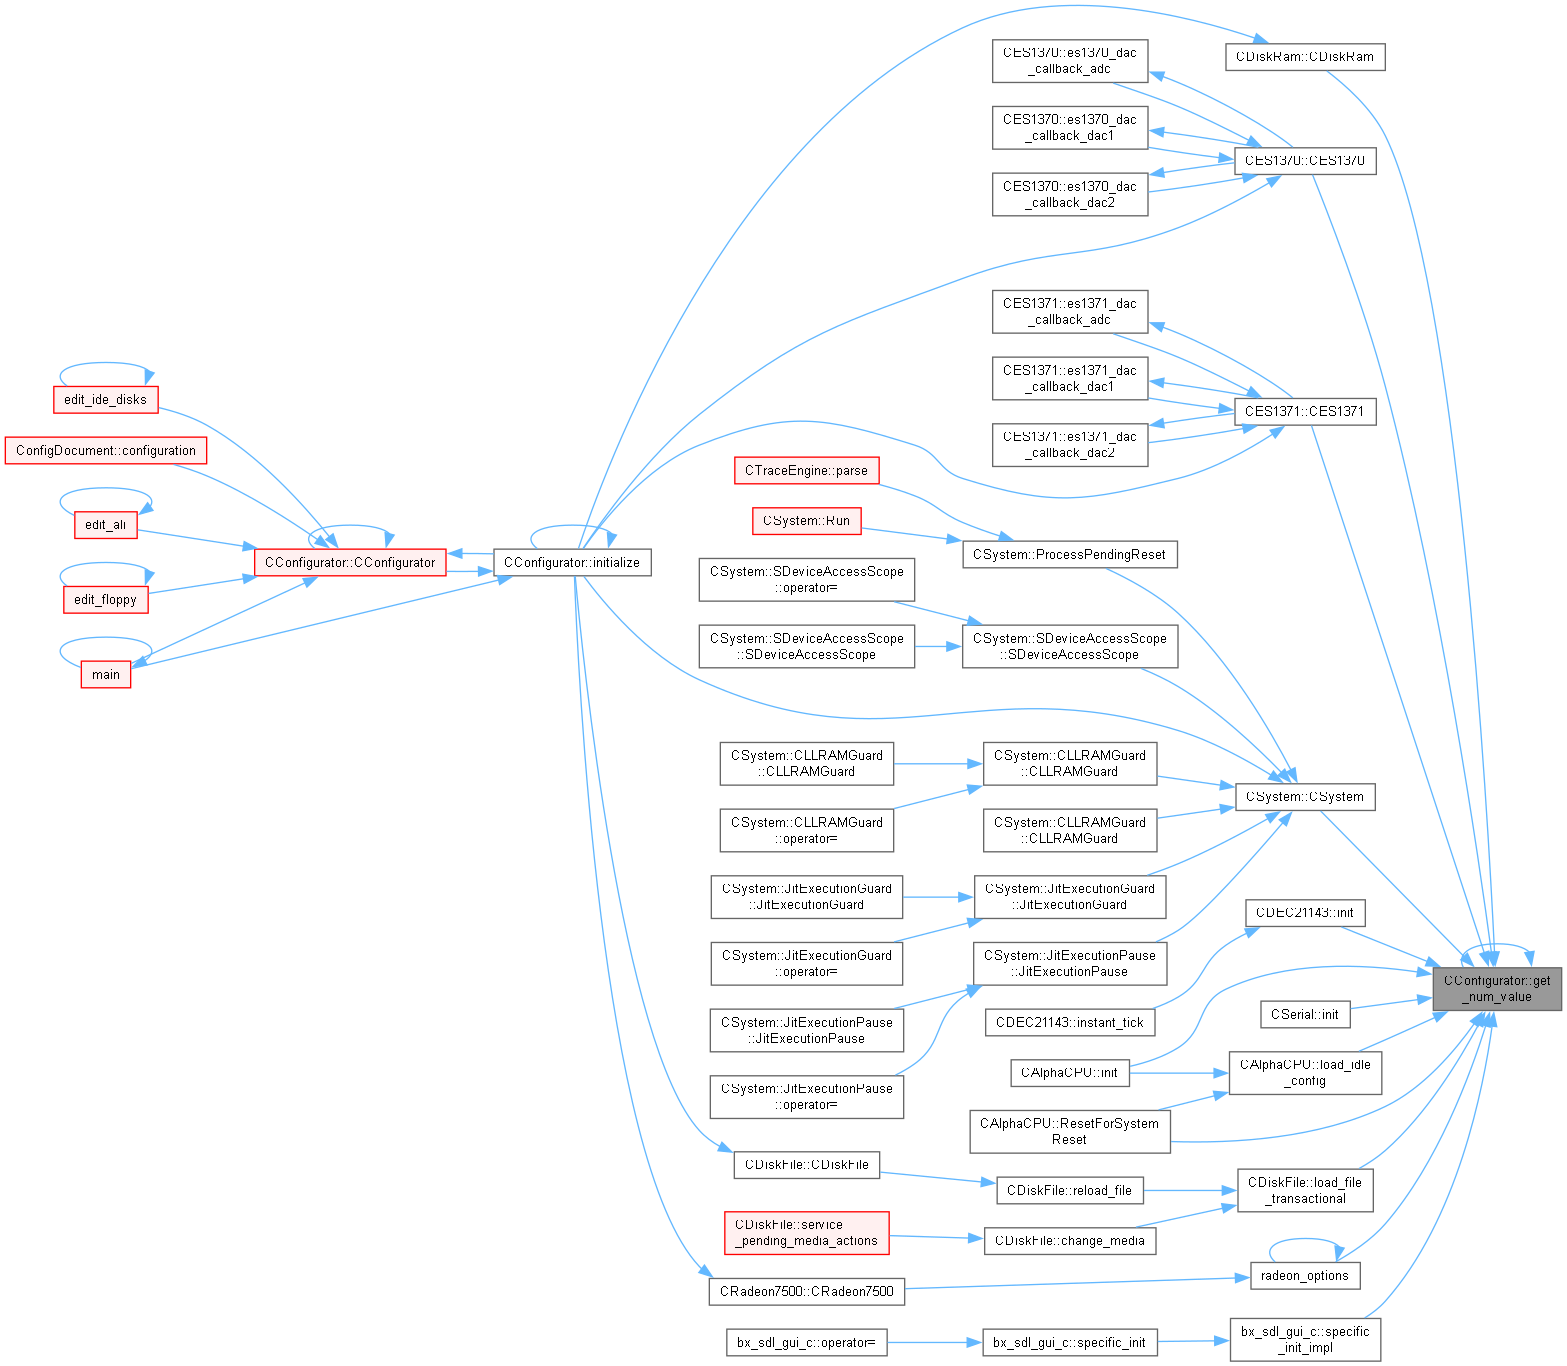 CES1370::es1370_dac
_callback_adc
CDiskRam::CDiskRam
CES1370::es1370_dac
_callback_dac1
CES1370::CES1370
CES1370::es1370_dac
_callback_dac2
CES1371::es1371_dac
_callback_adc
CES1371::es1371_dac
_callback_dac1
CES1371::CES1371
CES1371::es1371_dac
_callback_dac2
edit_ide_disks
ConfigDocument::configuration
edit_ali
edit_floppy
main
CConfigurator::CConfigurator
CConfigurator::initialize
CTraceEngine::parse
CSystem::Run
CSystem::ProcessPendingReset
CSystem::SDeviceAccessScope
::operator=
CSystem::SDeviceAccessScope
::SDeviceAccessScope
CSystem::SDeviceAccessScope
::SDeviceAccessScope
CSystem::CLLRAMGuard
::CLLRAMGuard
CSystem::CLLRAMGuard
::CLLRAMGuard
CSystem::CSystem
CSystem::CLLRAMGuard
::operator=
CSystem::CLLRAMGuard
::CLLRAMGuard
CSystem::JitExecutionGuard
::JitExecutionGuard
CSystem::JitExecutionGuard
::JitExecutionGuard
CSystem::JitExecutionGuard
::operator=
CSystem::JitExecutionPause
::JitExecutionPause
CDEC21143::init
CConfigurator::get
_num_value
CSystem::JitExecutionPause
::JitExecutionPause
CDEC21143::instant_tick
CSerial::init
CSystem::JitExecutionPause
::operator=
CAlphaCPU::init
CAlphaCPU::load_idle
_config
CAlphaCPU::ResetForSystem
Reset
CDiskFile::CDiskFile
CDiskFile::reload_file
CDiskFile::load_file
_transactional
CDiskFile::service
_pending_media_actions
CDiskFile::change_media
CRadeon7500::CRadeon7500
radeon_options
bx_sdl_gui_c::operator=
bx_sdl_gui_c::specific_init
bx_sdl_gui_c::specific
_init_impl